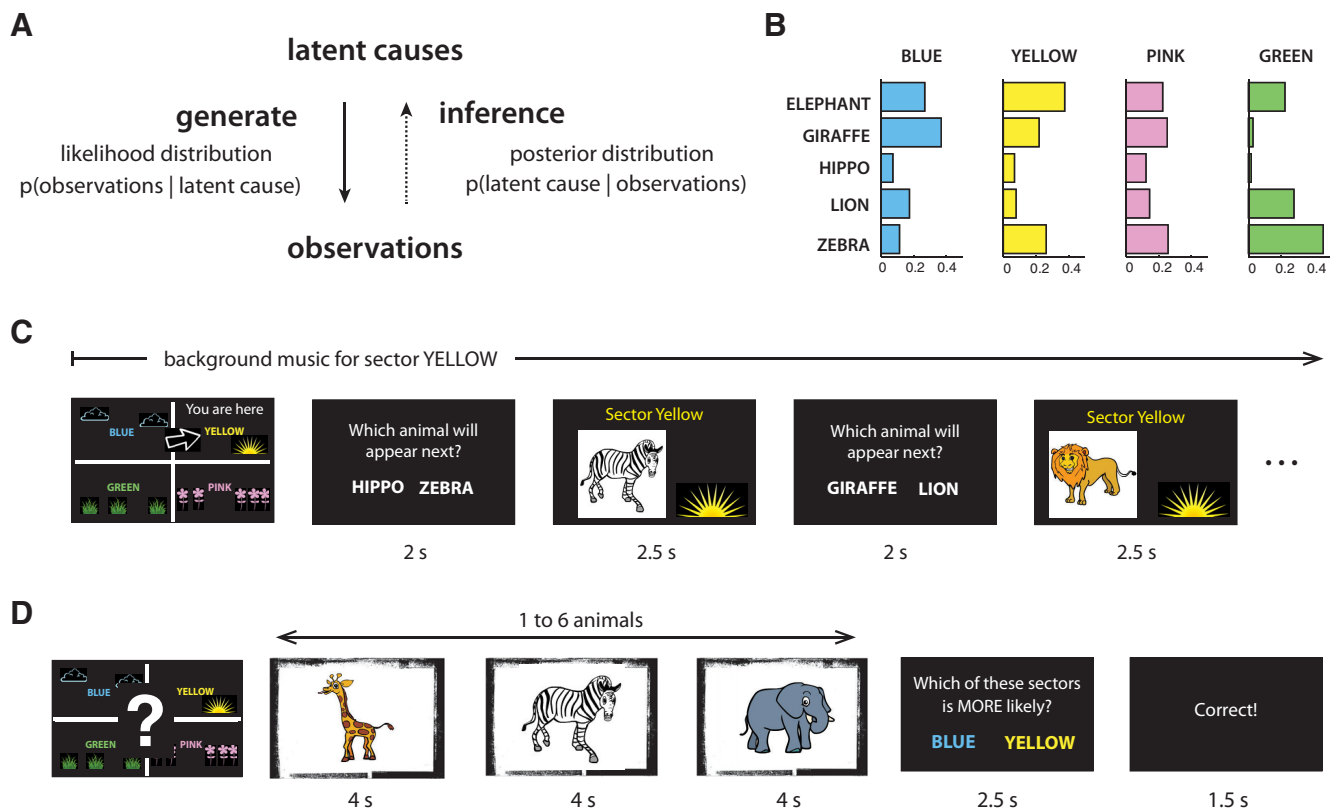 A
latent causes
generate
inference
likelihood distribution
posterior distribution
p(observations | latent cause)
p(latent cause | observations)
observations
B
BLUE YELLOW PINK GREEN
ELEPHANT
GIRAFFE
HIPPO
LION
ZEBRA
0 0.2 0.4 0 0.2 0.4 0 0.2 0.4 0 0.2 0.4
C
background music for sector YELLOW
You are here
BLUE YELLOW
GREEN PINK
Which animal will
appear next?
HIPPO ZEBRA
Sector Yellow
Which animal will
appear next?
GIRAFFE LION
Sector Yellow
...
2 s 2.5 s 2 s 2.5 s
D
1 to 6 animals
BLUE YELLOW
?
GREEN PINK
Which of these sectors
is MORE likely?
BLUE YELLOW
Correct!
4 s 4 s 4 s 2.5 s 1.5 s